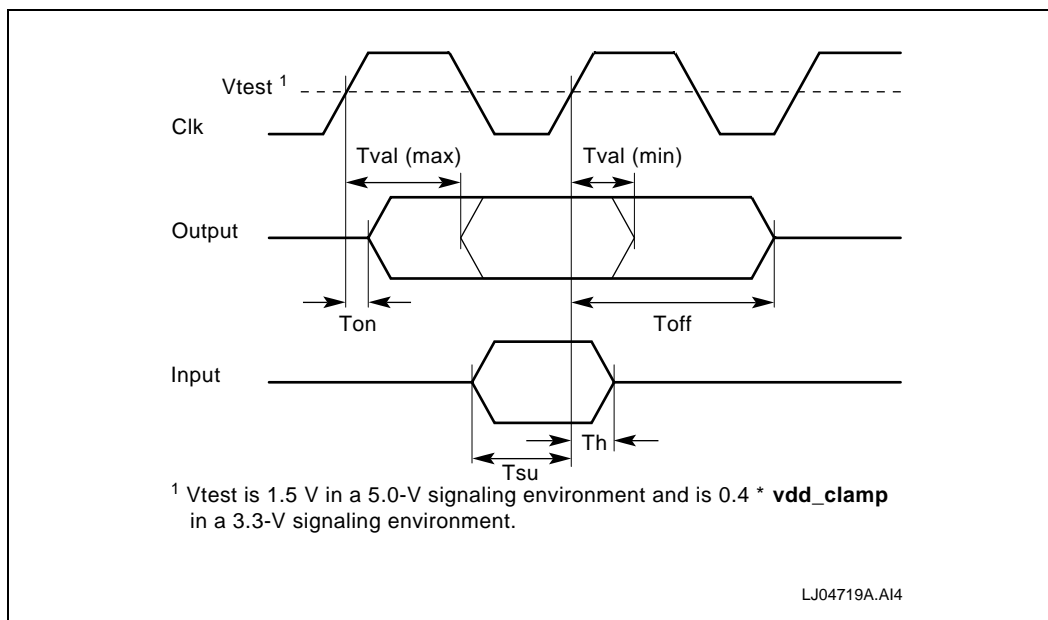 Vtest 1
Clk
Tval (max)
Tval (min)
Output
Ton
Toff
Input
Th
Tsu
1 Vtest is 1.5 V in a 5.0-V signaling environment and is 0.4 * vdd_clamp
in a 3.3-V signaling environment.
LJ04719A.AI4